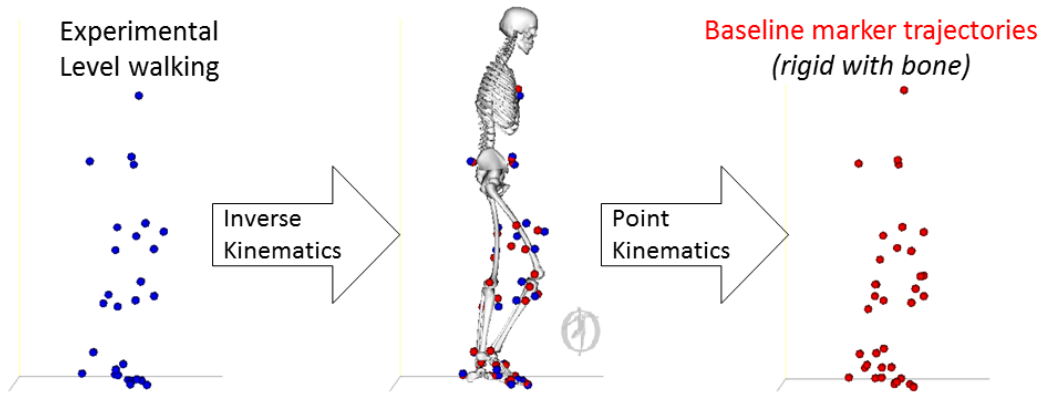 Experimental
Level walking
Inverse
Kinematics
Point
Kinematics
Baseline marker trajectories
(rigid with bone)